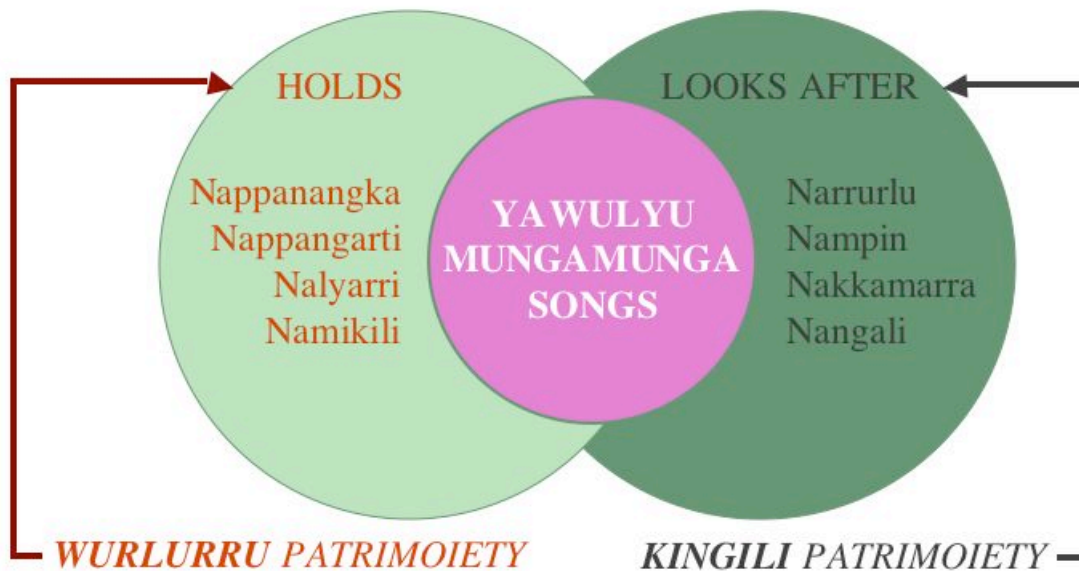 HOLDS
Nappanangka
Nappangarti
Nalyarri
Namikili
YAWULYU
MUNGAMUNGA
SONGS
LOOKS AFTER
Narrurlu
Nampin
Nakkamarra
Nangali
WURLURRU PATRIMOIETY
KINGILI PATRIMOIETY